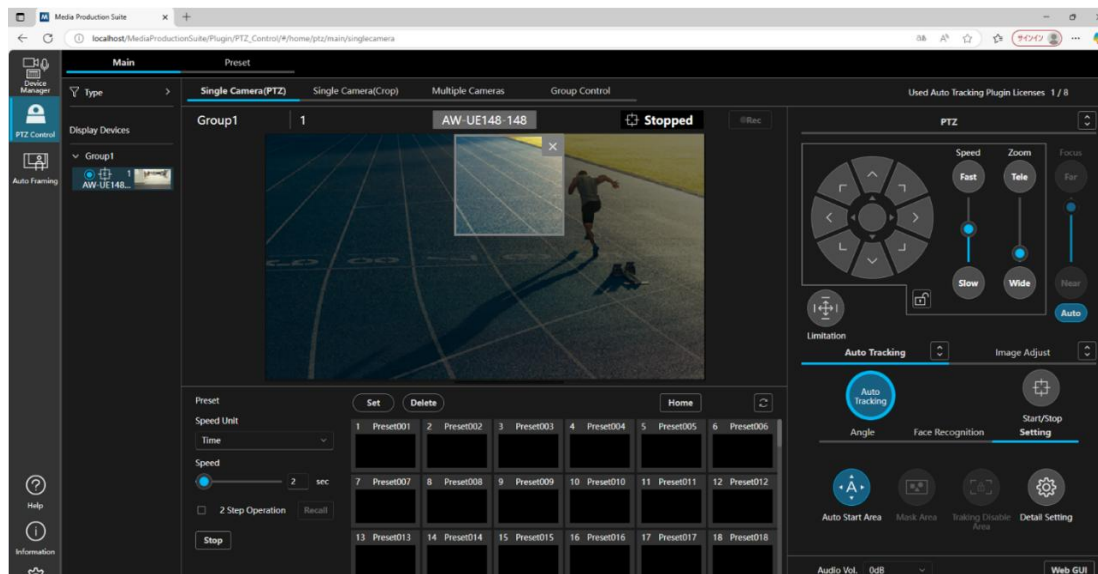 Media Production Suite
localhost/MediaProductionSuite/Plugin/PTZ_Control/#/home/ptz/main/singlecamera
サインイン
Device Manager
PTZ Control
Auto Framing
Help
Information
Main Preset
Type
Display Devices
Group1
1
AW-UE148...
Single Camera(PTZ) Single Camera(Crop) Multiple Cameras Group Control
Used Auto Tracking Plugin Licenses 1 / 8
Group1 1 AW-UE148-148 Stopped Rec
PTZ
Speed Zoom Focus
Fast Tele Far
Slow Wide Near
Auto
Limitation
Auto Tracking Image Adjust
Auto Tracking
Start/Stop
Angle Face Recognition Setting
Auto Start Area Mask Area Traking Disable Area Detail Setting
Audio Vol. 0dB Web GUI
Preset Set Delete Home
Speed Unit
Time
Speed
2 sec
2 Step Operation Recall
Stop
1 Preset001 2 Preset002 3 Preset003 4 Preset004 5 Preset005 6 Preset006
7 Preset007 8 Preset008 9 Preset009 10 Preset010 11 Preset011 12 Preset012
13 Preset013 14 Preset014 15 Preset015 16 Preset016 17 Preset017 18 Preset018